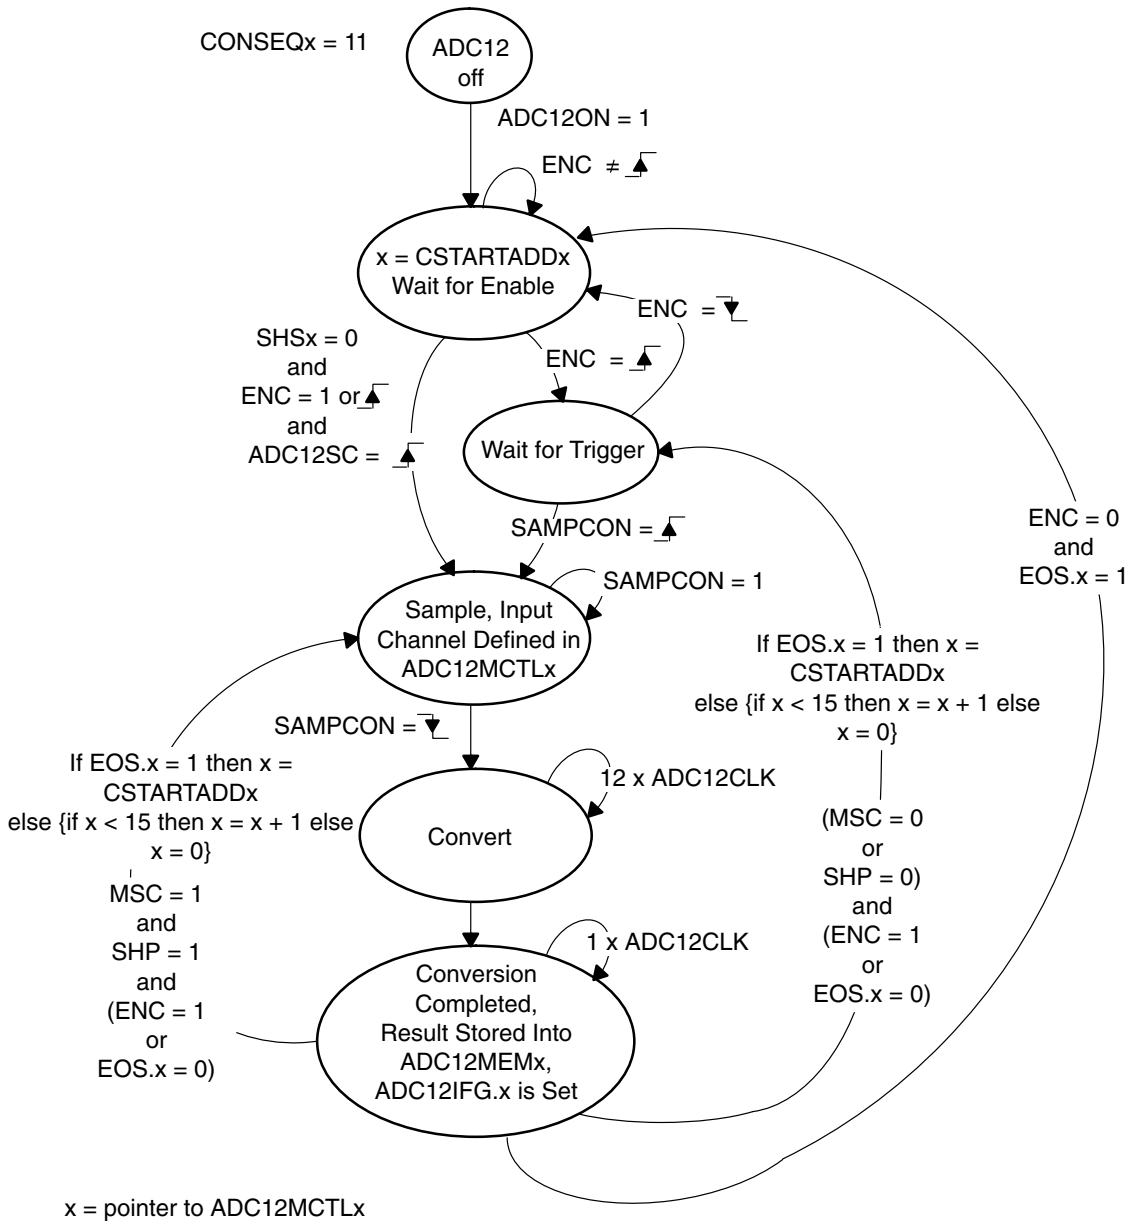 CONSEQx = 11
ADC12
off
ADC12ON = 1
ENC ≠
x = CSTARTADDx
Wait for Enable
ENC =
SHSx = 0
and
ENC = 1 or
and
ADC12SC =
ENC =
Wait for Trigger
SAMPCON =
SAMPCON = 1
Sample, Input
Channel Defined in
ADC12MCTLx
ENC = 0
and
EOS.x = 1
If EOS.x = 1 then x =
CSTARTADDx
else {if x < 15 then x = x + 1 else
x = 0}
SAMPCON =
If EOS.x = 1 then x =
CSTARTADDx
else {if x < 15 then x = x + 1 else
x = 0}
12 x ADC12CLK
Convert
(MSC = 0
or
SHP = 0)
and
(ENC = 1
or
EOS.x = 0)
MSC = 1
and
SHP = 1
and
(ENC = 1
or
EOS.x = 0)
1 x ADC12CLK
Conversion
Completed,
Result Stored Into
ADC12MEMx,
ADC12IFG.x is Set
x = pointer to ADC12MCTLx